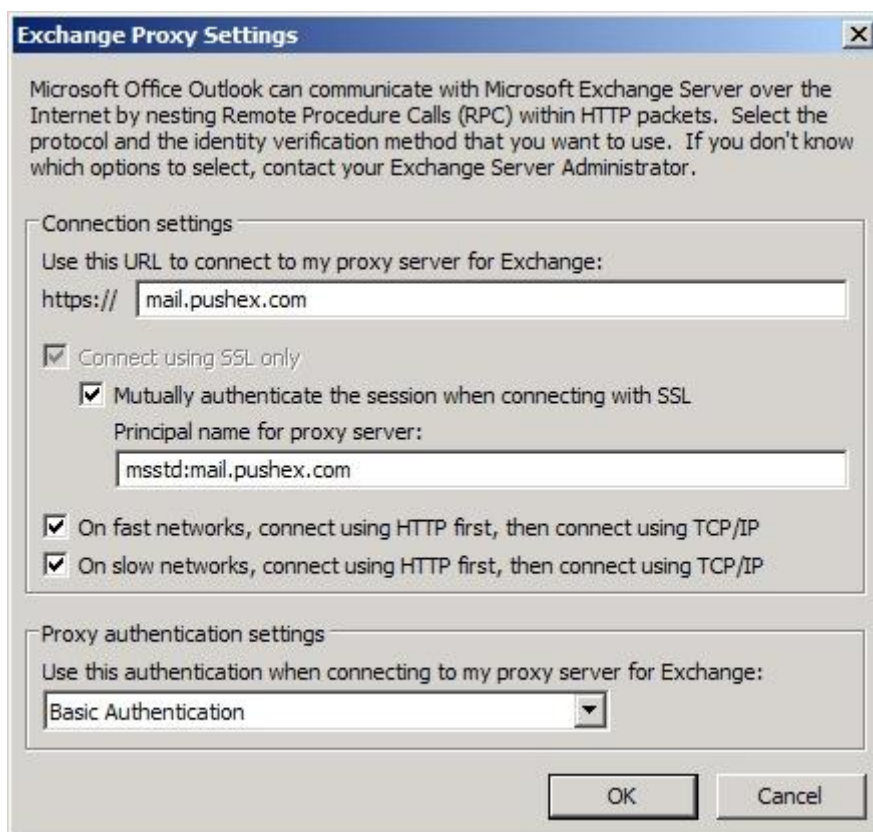 Exchange Proxy Settings
Microsoft Office Outlook can communicate with Microsoft Exchange Server over the
Internet by nesting Remote Procedure Calls (RPC) within HTTP packets.  Select the
protocol and the identity verification method that you want to use.  If you don't know
which options to select, contact your Exchange Server Administrator.
Connection settings
Use this URL to connect to my proxy server for Exchange:
https:// mail.pushex.com
Connect using SSL only
Mutually authenticate the session when connecting with SSL
Principal name for proxy server:
msstd:mail.pushex.com
On fast networks, connect using HTTP first, then connect using TCP/IP
On slow networks, connect using HTTP first, then connect using TCP/IP
Proxy authentication settings
Use this authentication when connecting to my proxy server for Exchange:
Basic Authentication
OK Cancel